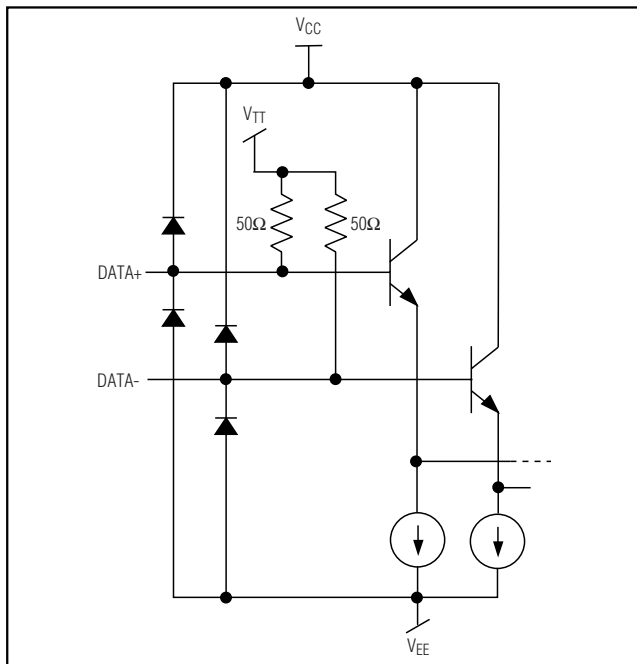 VCC
VTT
50Ω 50Ω
DATA+
DATA-
VEE